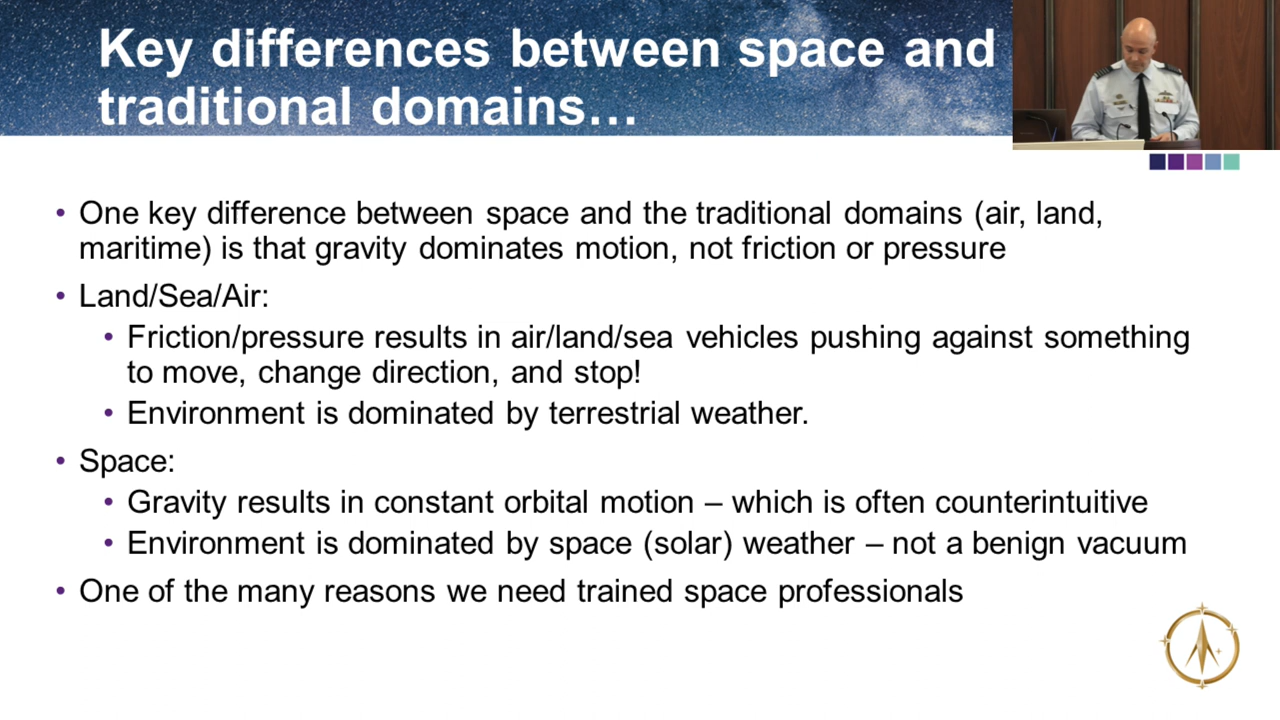 Key differences between space and
traditional domains…
• One key difference between space and the traditional domains (air, land,
maritime) is that gravity dominates motion, not friction or pressure
• Land/Sea/Air:
• Friction/pressure results in air/land/sea vehicles pushing against something
to move, change direction, and stop!
• Environment is dominated by terrestrial weather.
• Space:
• Gravity results in constant orbital motion – which is often counterintuitive
• Environment is dominated by space (solar) weather – not a benign vacuum
• One of the many reasons we need trained space professionals